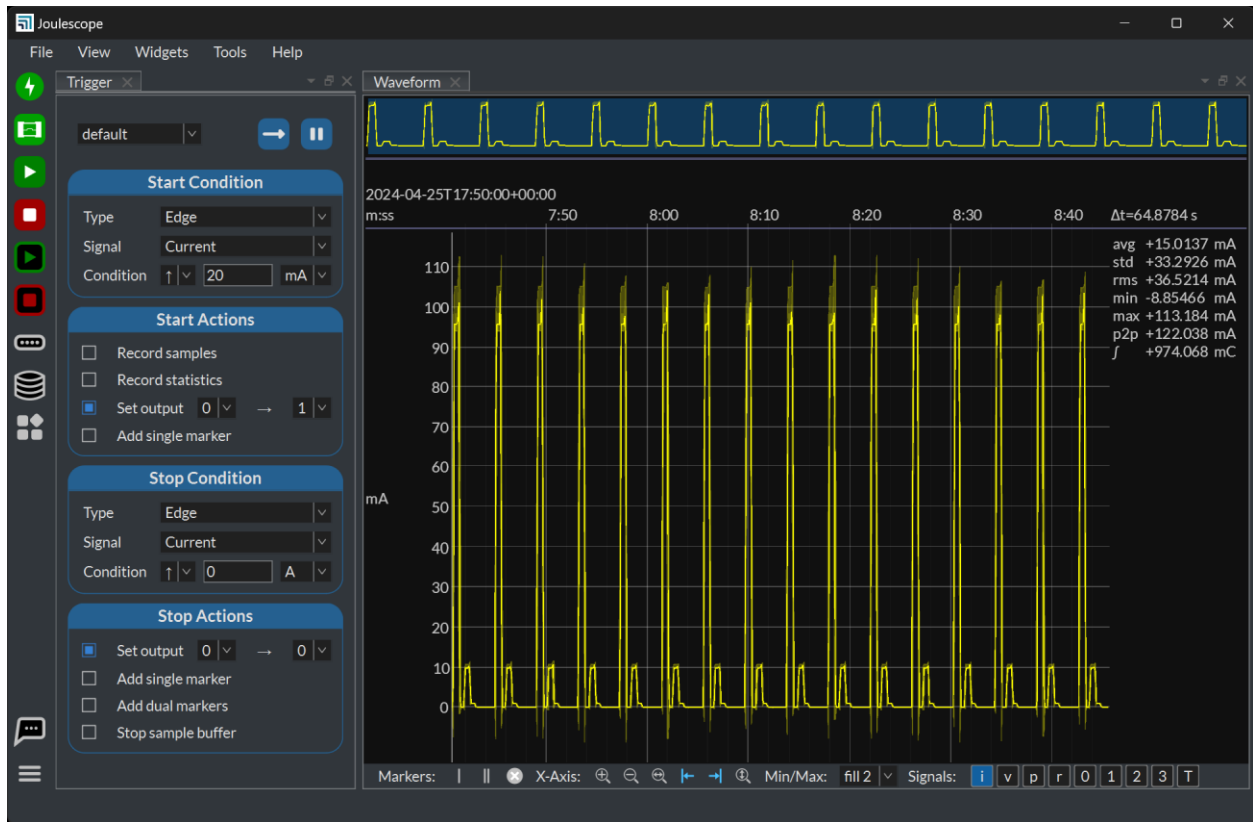 Joulescope
File View Widgets Tools Help
Trigger
default
Start Condition
Type Edge
Signal Current
Condition ↑ 20 mA
Start Actions
Record samples
Record statistics
Set output 0 → 1
Add single marker
Stop Condition
Type Edge
Signal Current
Condition ↑ 0 A
Stop Actions
Set output 0 → 0
Add single marker
Add dual markers
Stop sample buffer
Waveform
2024-04-25T17:50:00+00:00
m:ss 7:50 8:00 8:10 8:20 8:30 8:40 Δt=64.8784 s
avg +15.0137 mA
std +33.2926 mA
rms +36.5214 mA
min -8.85466 mA
max +113.184 mA
p2p +122.038 mA
∫ +974.068 mC
110
100
90
80
70
60
mA
50
40
30
20
10
0
Markers: X-Axis: Min/Max: fill 2 Signals: i v p r 0 1 2 3 T